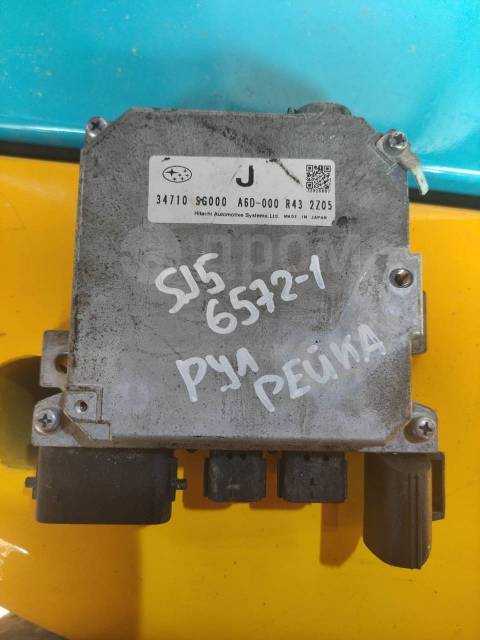 J
34710 SG000 A6D-000 R43 2Z05
Hitachi Automotive Systems,Ltd. MADE IN JAPAN
SJ5
6572-1
РУЛ
РЕЙКА